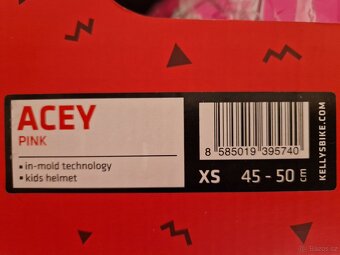 ACEY
PINK
• in-mold technology
• kids helmet
8 585019 395740
XS 45 - 50 cm
KELLYSBIKE.COM